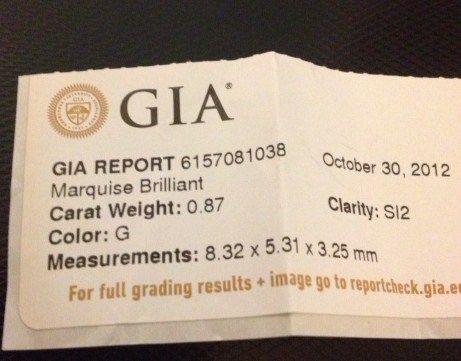 GIA®
GIA REPORT 6157081038
October 30, 2012
Marquise Brilliant
Carat Weight: 0.87
Clarity: SI2
Color: G
Measurements: 8.32 x 5.31 x 3.25 mm
For full grading results + image go to reportcheck.gia.e